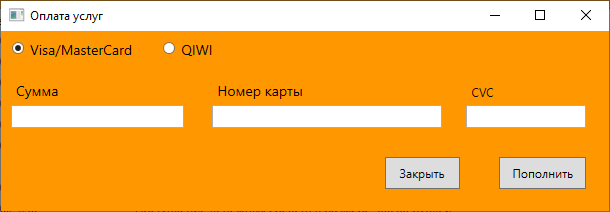 Оплата услуг
Visa/MasterCard QIWI
Сумма Номер карты CVC
Закрыть Пополнить